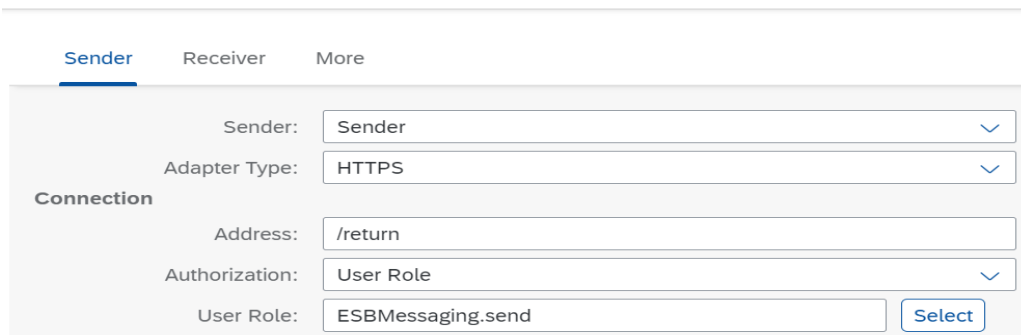 Sender Receiver More
Sender: Sender
Adapter Type: HTTPS
Connection
Address: /return
Authorization: User Role
User Role: ESBMessaging.send Select